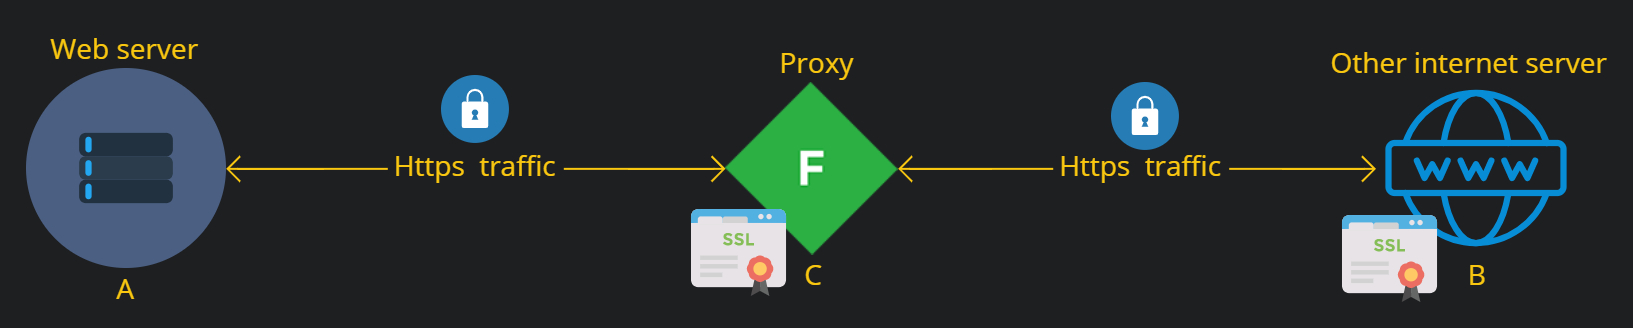 Web server
Proxy
Other internet server
Https traffic
F
Https traffic
WWW
SSL
SSL
A
C
B